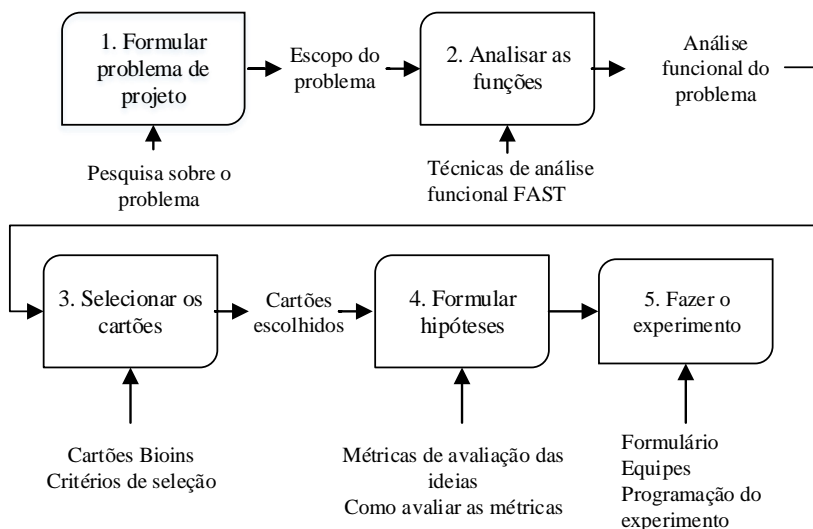 1. Formular
problema de
projeto
Escopo do
problema
2. Analisar as
funções
Análise
funcional do
problema
Pesquisa sobre o
problema
Técnicas de análise
funcional FAST
3. Selecionar os
cartões
Cartões
escolhidos
4. Formular
hipóteses
5. Fazer o
experimento
Cartões Bioins
Critérios de seleção
Métricas de avaliação das
ideias
Como avaliar as métricas
Formulário
Equipes
Programação do
experimento